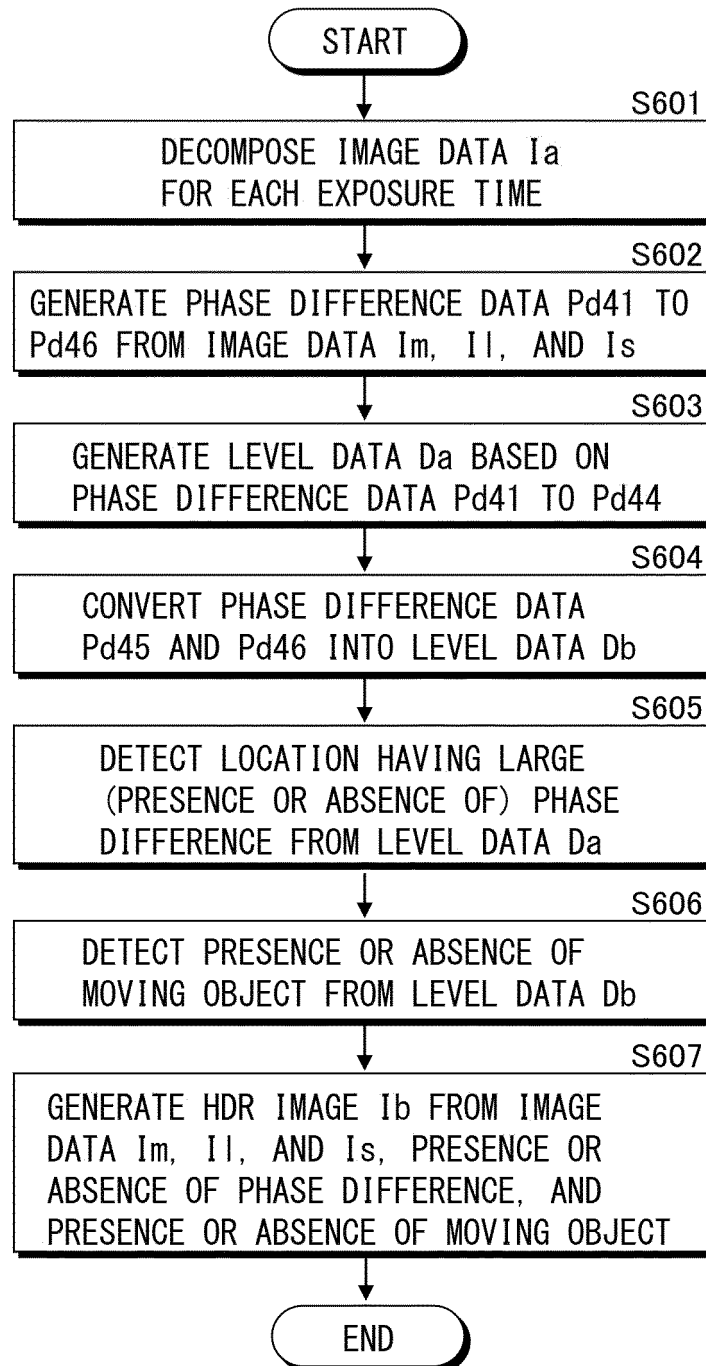 START
S601
DECOMPOSE IMAGE DATA Ia
FOR EACH EXPOSURE TIME
S602
GENERATE PHASE DIFFERENCE DATA Pd41 TO
Pd46 FROM IMAGE DATA Im, Il, AND Is
S603
GENERATE LEVEL DATA Da BASED ON
PHASE DIFFERENCE DATA Pd41 TO Pd44
S604
CONVERT PHASE DIFFERENCE DATA
Pd45 AND Pd46 INTO LEVEL DATA Db
S605
DETECT LOCATION HAVING LARGE
(PRESENCE OR ABSENCE OF) PHASE
DIFFERENCE FROM LEVEL DATA Da
S606
DETECT PRESENCE OR ABSENCE OF
MOVING OBJECT FROM LEVEL DATA Db
S607
GENERATE HDR IMAGE Ib FROM IMAGE
DATA Im, Il, AND Is, PRESENCE OR
ABSENCE OF PHASE DIFFERENCE, AND
PRESENCE OR ABSENCE OF MOVING OBJECT
END